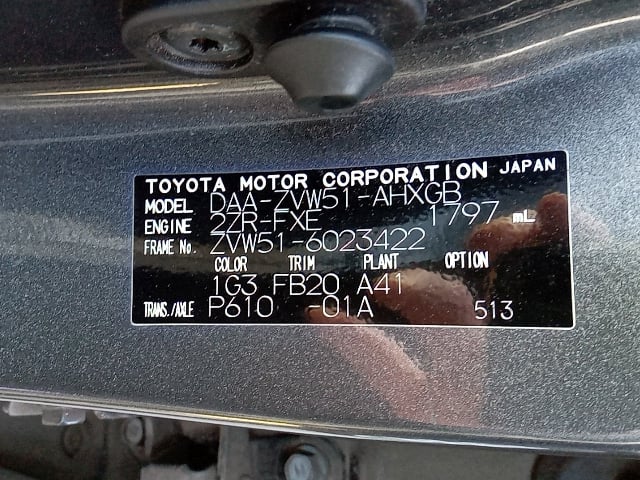 TOYOTA MOTOR CORPORATION JAPAN
MODEL DAA-ZVW51-AHXGB
ENGINE 2ZR-FXE 1797 mL
FRAME No. ZVW51-6023422
COLOR TRIM PLANT OPTION
1G3 FB20 A41
TRANS./AXLE P610 -01A 513